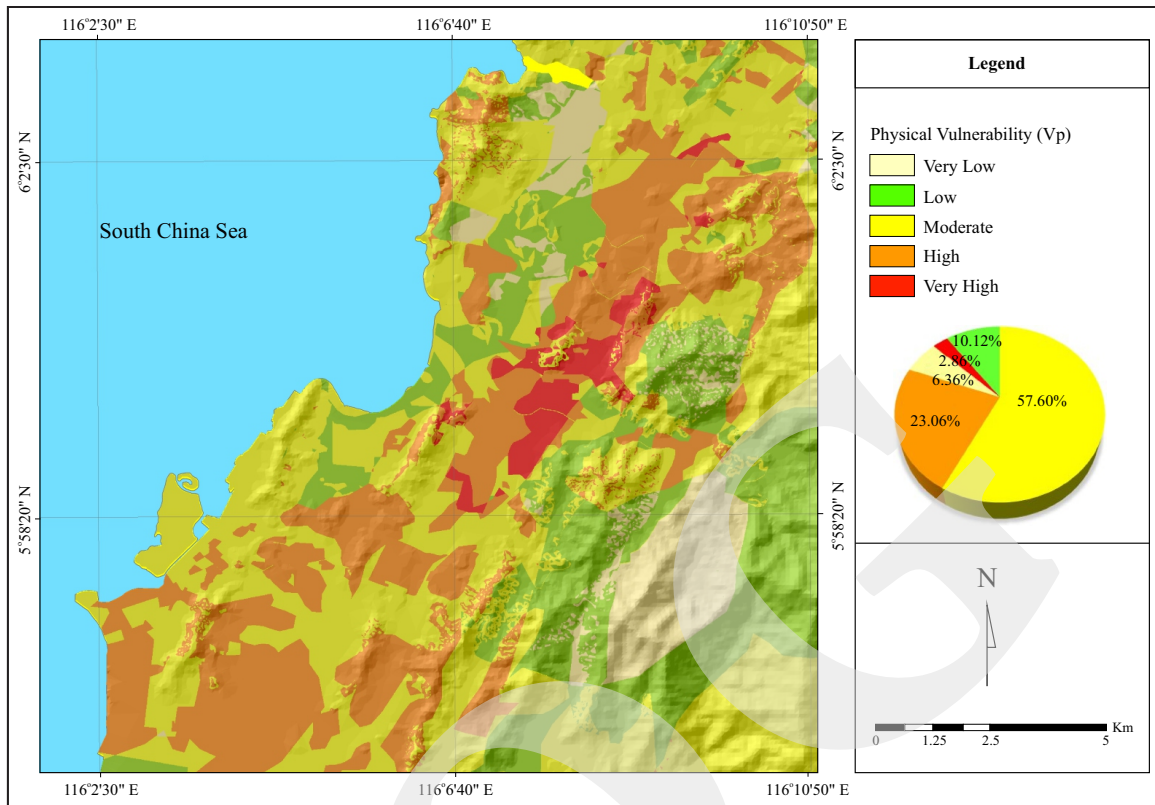 116°2'30" E
116°6'40" E
116°10'50" E
6°2'30" N
6°2'30" N
South China Sea
5°58'20" N
5°58'20" N
116°2'30" E
116°6'40" E
116°10'50" E
Legend
Physical Vulnerability (Vp)
Very Low
Low
Moderate
High
Very High
10.12%
2.86%
6.36%
57.60%
23.06%
N
Km
0 1.25 2.5 5